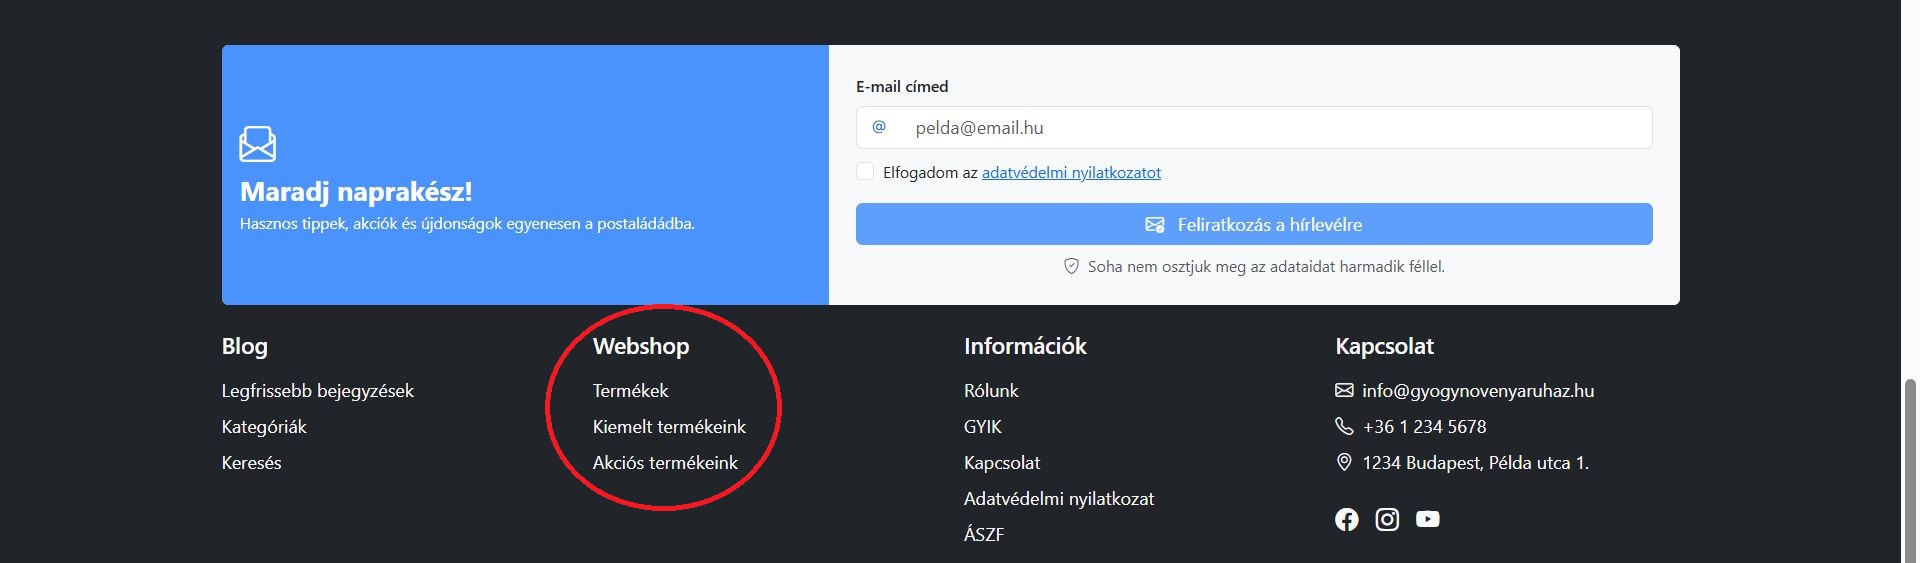 E-mail címed
@ pelda@email.hu
Elfogadom az adatvédelmi nyilatkozatot
Feliratkozás a hírlevélre
Soha nem osztjuk meg az adataidat harmadik féllel.
Maradj naprakész!
Hasznos tippek, akciók és újdonságok egyenesen a postaládádba.
Blog
Legfrissebb bejegyzések
Kategóriák
Keresés
Webshop
Termékek
Kiemelt termékeink
Akciós termékeink
Információk
Rólunk
GYIK
Kapcsolat
Adatvédelmi nyilatkozat
ÁSZF
Kapcsolat
info@gyogynovenyaruhaz.hu
+36 1 234 5678
1234 Budapest, Példa utca 1.